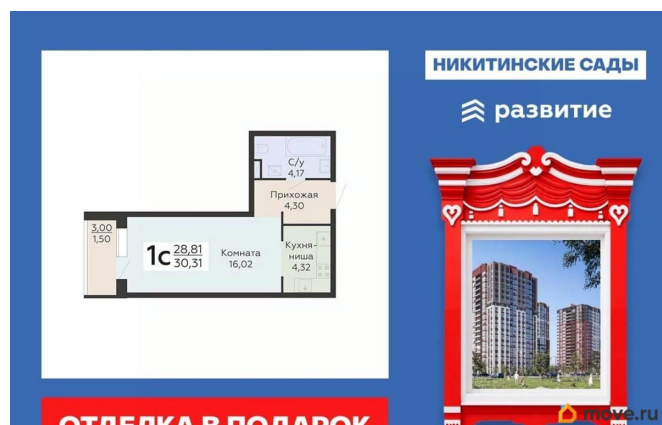 НИКИТИНСКИЕ САДЫ
развитие
С/у
4,17
Прихожая
4,30
3,00
1,50
1с
28,81
30,31
Комната
16,02
Кухня-
ниша
4,32
ОТДЕЛКА В ПОДАРОК
move.ru